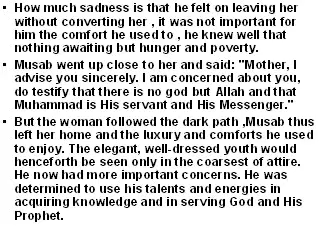 • How much sadness is that he felt on leaving her
without converting her , it was not important for
him the comfort he used to , he knew well that
nothing awaiting but hunger and poverty.
• Musab went up close to her and said: "Mother, I
advise you sincerely. I am concerned about you,
do testify that there is no god but Allah and that
Muhammad is His servant and His Messenger."
• But the woman followed the dark path ,Musab thus
left her home and the luxury and comforts he used
to enjoy. The elegant, well-dressed youth would
henceforth be seen only in the coarsest of attire.
He now had more important concerns. He was
determined to use his talents and energies in
acquiring knowledge and in serving God and His
Prophet.